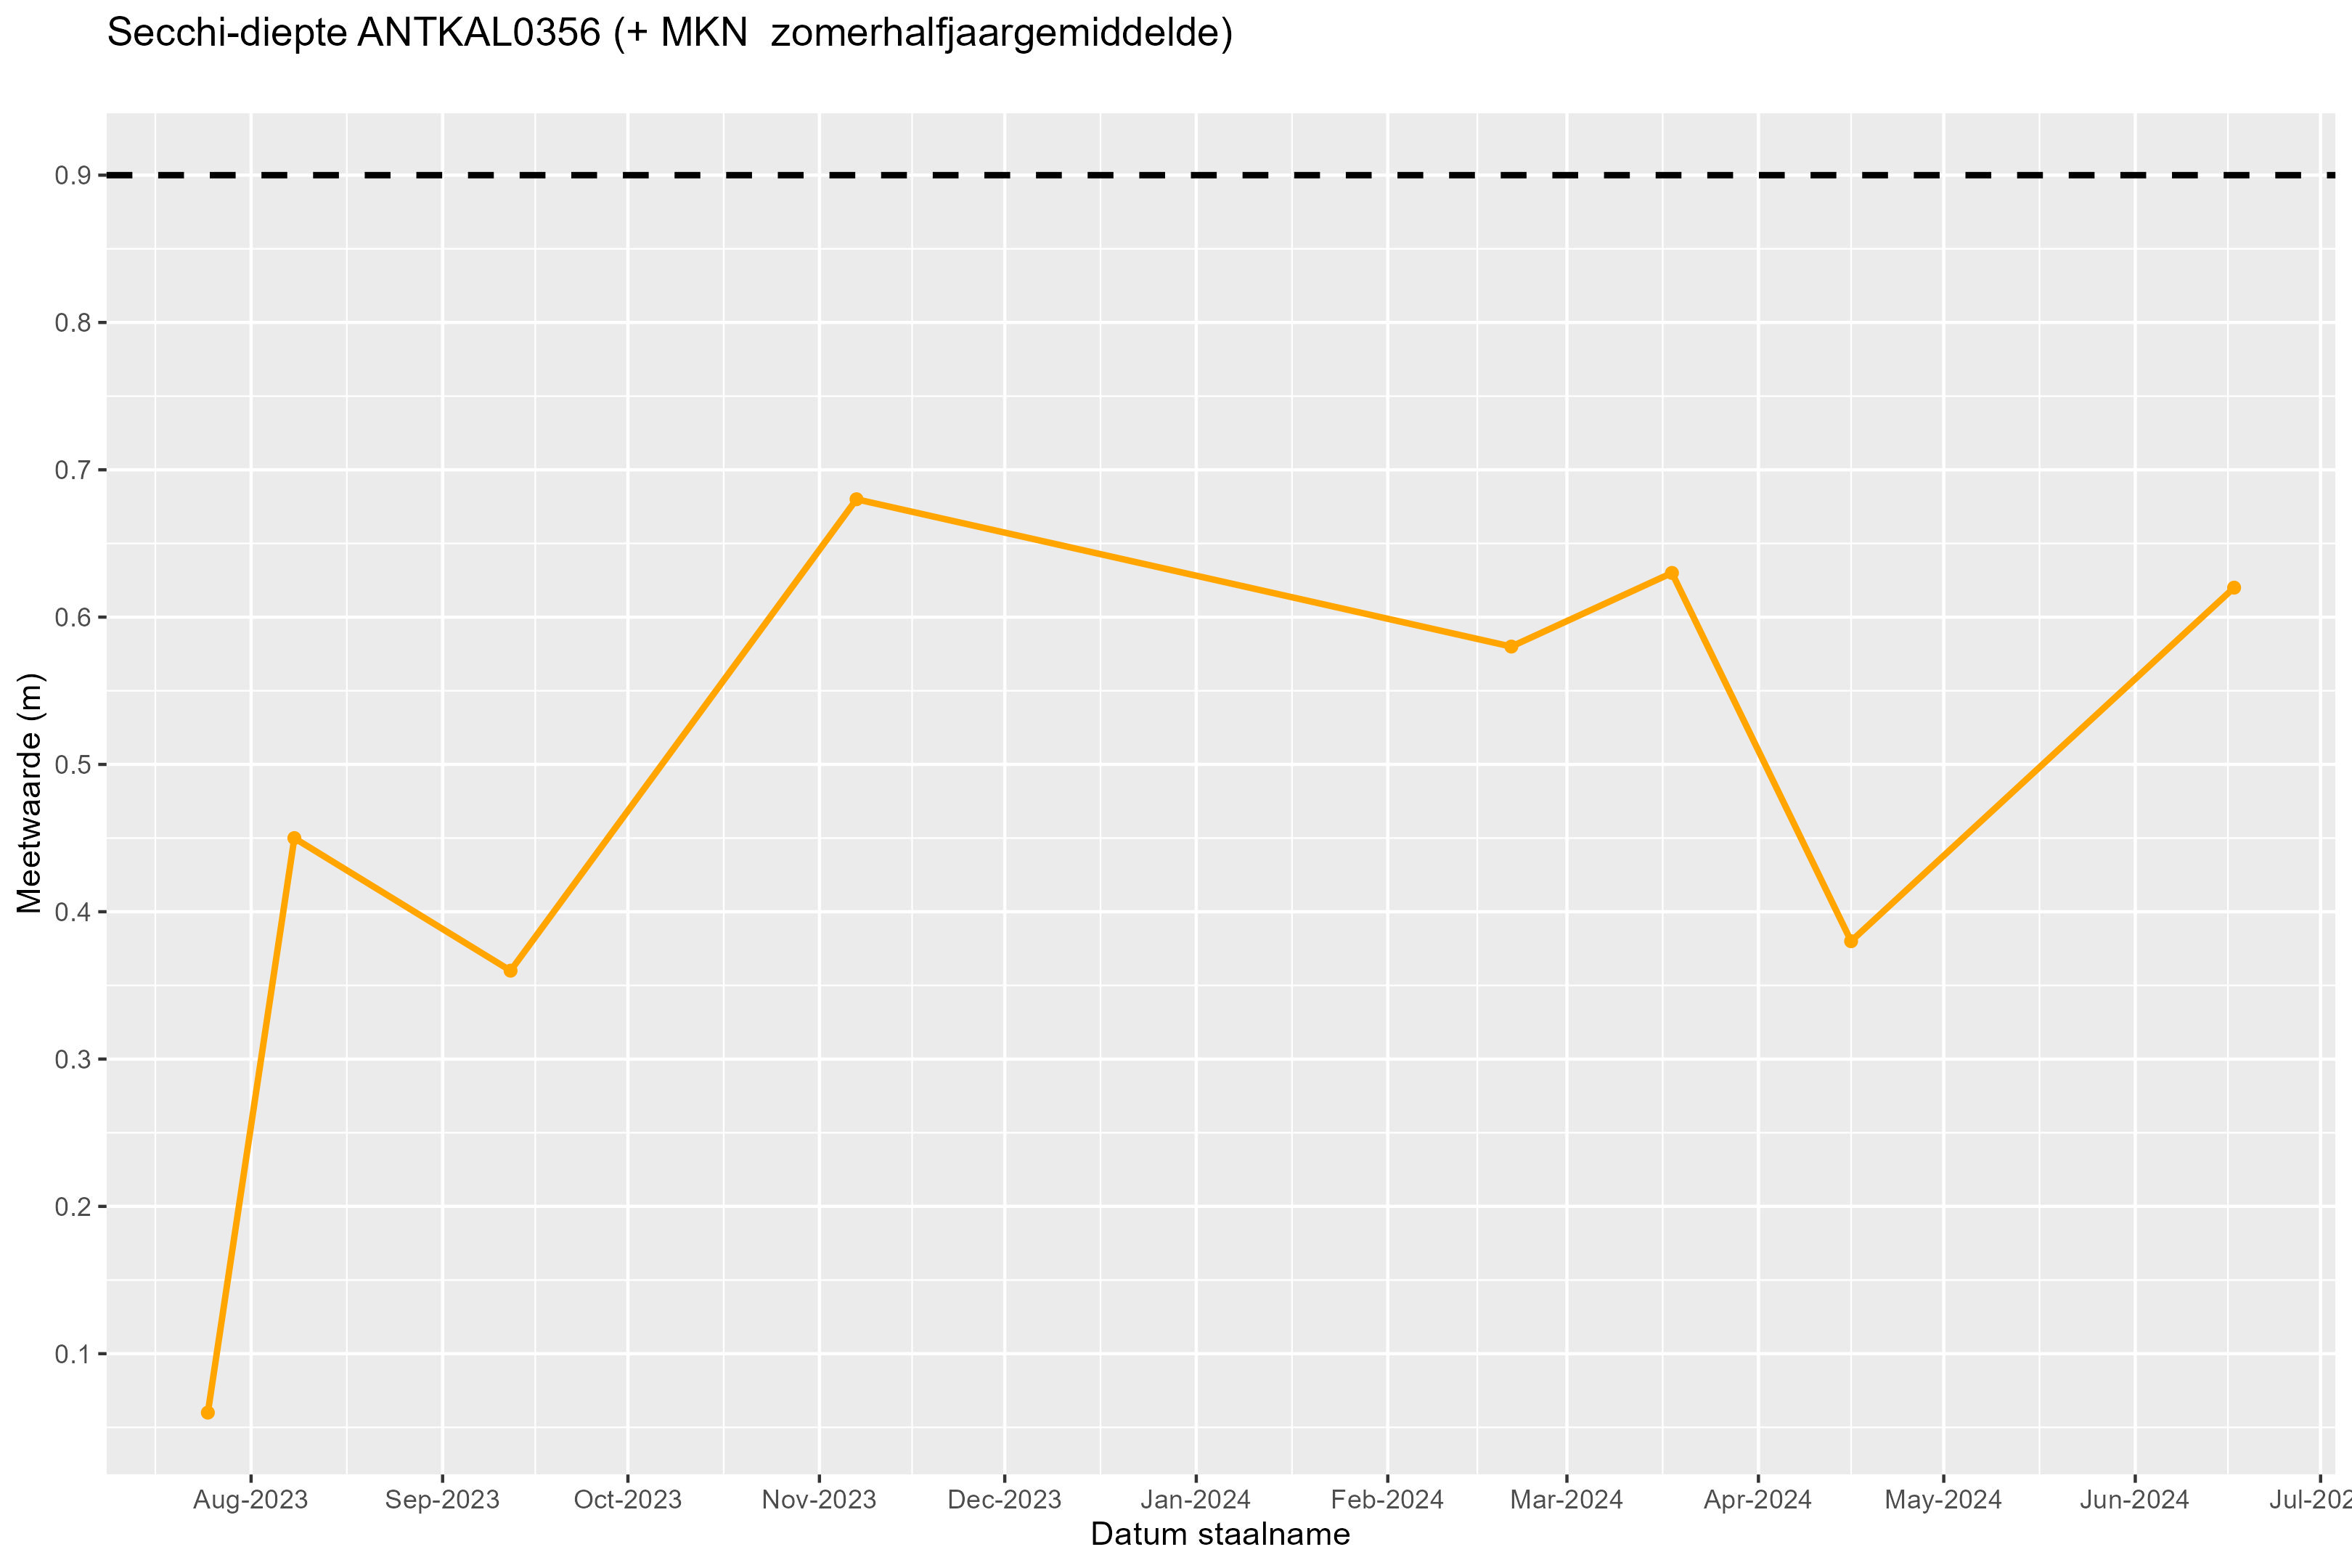 Secchi-diepte ANTKAL0356 (+ MKN  zomerhalfjaargemiddelde)
Meetwaarde (m)
0.9
0.8
0.7
0.6
0.5
0.4
0.3
0.2
0.1
Aug-2023 Sep-2023 Oct-2023 Nov-2023 Dec-2023 Jan-2024 Feb-2024 Mar-2024 Apr-2024 May-2024 Jun-2024 Jul-202
Datum staalname